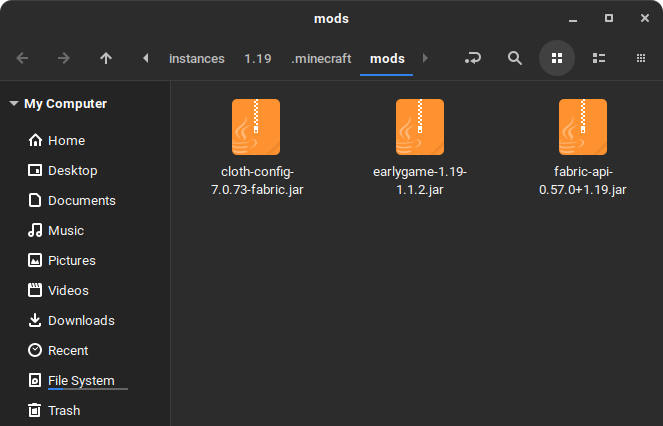 mods
instances 1.19 .minecraft mods
My Computer
Home
Desktop
Documents
Music
Pictures
Videos
Downloads
Recent
File System
Trash
cloth-config-
7.0.73-fabric.jar
earlygame-1.19-
1.1.2.jar
fabric-api-
0.57.0+1.19.jar